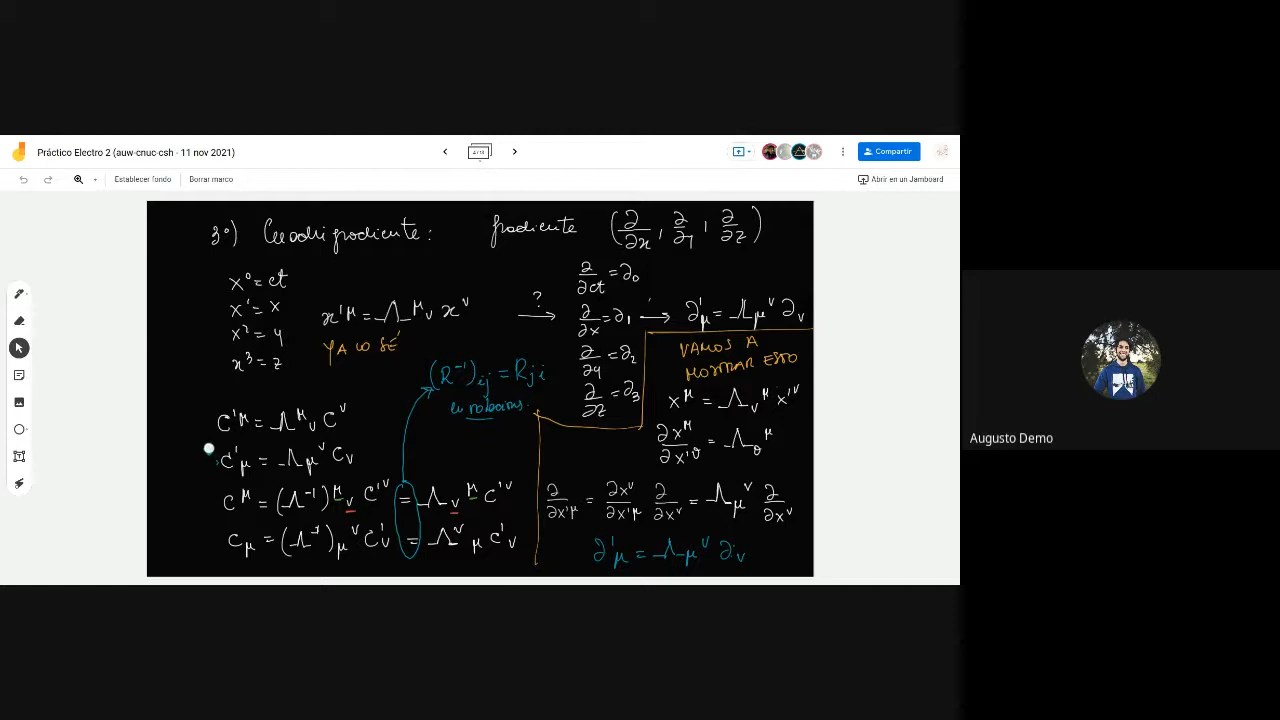 Práctico Electro 2 (auw-cnuc-csh - 11 nov 2021)
4 / 11
Compartir
Establecer fondo
Borrar marco
Abrir en un Jamboard
3º) Cuadrigradiente: gradiente (∂/∂x, ∂/∂y, ∂/∂z)
x⁰ = ct
x¹ = x
x² = y
x³ = z
x'^μ = Λ^μ_ν x^ν
YA LO SÉ
?
∂/∂ct = ∂₀
∂/∂x = ∂₁
∂/∂y = ∂₂
∂/∂z = ∂₃
∂'_μ = Λ_μ^ν ∂_ν
VAMOS A
MOSTRAR ESTO
(R⁻¹)_ij = R_ji
en rotaciones.
C'^μ = Λ^μ_ν C^ν
C'_μ = Λ_μ^ν C_ν
C^μ = (Λ⁻¹)^μ_ν C'^ν = Λ_ν^μ C'^ν
C_μ = (Λ⁻¹)_μ^ν C'_ν = Λ^ν_μ C'_ν
x^μ = Λ_ν^μ x'^ν
∂x^μ/∂x'^θ = Λ_θ^μ
∂/∂x'^μ = ∂x^ν/∂x'^μ ∂/∂x^ν = Λ_μ^ν ∂/∂x^ν
∂'_μ = Λ_μ^ν ∂_ν
Augusto Demo